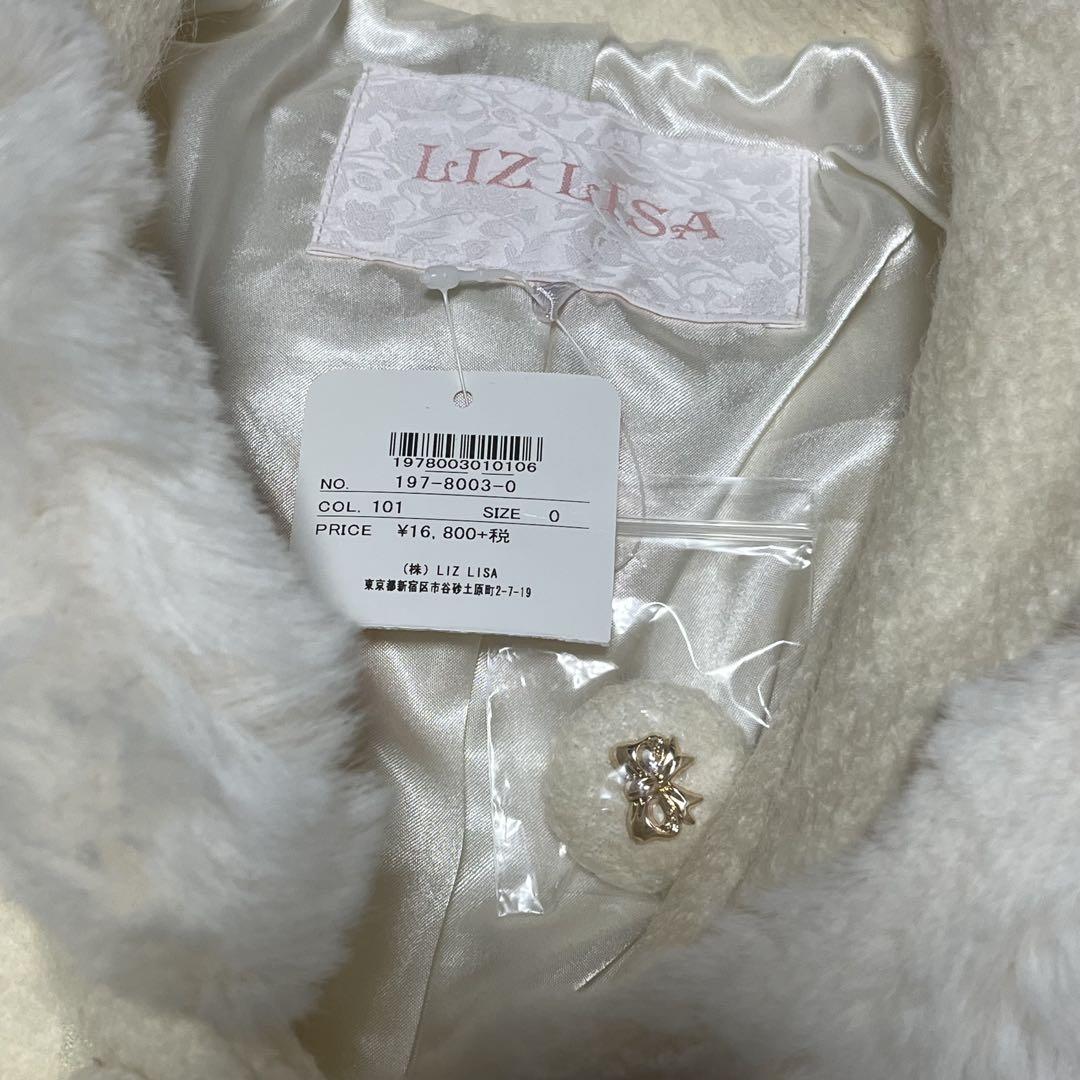 LIZ LISA
1978003010106
NO. 197-8003-0
COL. 101 SIZE 0
PRICE ¥16,800+税
(株) LIZ LISA
東京都新宿区市谷砂土原町2-7-19